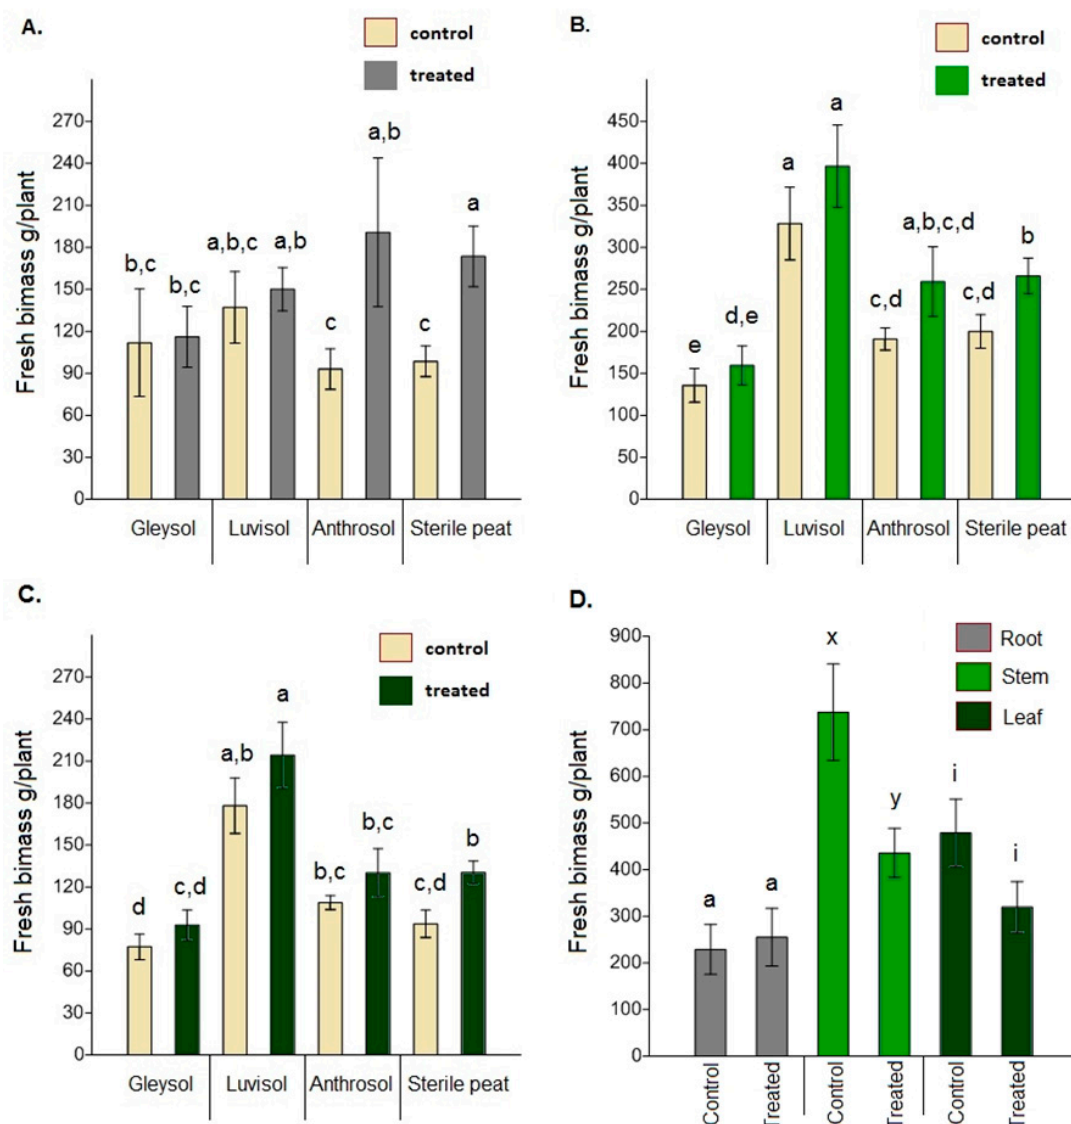 A.
control
treated
Fresh bimass g/plant
270
240
210
180
150
120
90
60
30
0
b,c
b,c
a,b,c
a,b
c
a,b
c
a
Gleysol
Luvisol
Anthrosol
Sterile peat
B.
control
treated
Fresh bimass g/plant
450
400
350
300
250
200
150
100
50
0
e
d,e
a
a
c,d
a,b,c,d
c,d
b
Gleysol
Luvisol
Anthrosol
Sterile peat
C.
control
treated
Fresh bimass g/plant
270
240
210
180
150
120
90
60
30
0
d
c,d
a,b
a
b,c
b,c
c,d
b
Gleysol
Luvisol
Anthrosol
Sterile peat
D.
Root
Stem
Leaf
Fresh bimass g/plant
900
800
700
600
500
400
300
200
100
0
a
a
x
y
i
i
Control
Treated
Control
Treated
Control
Treated